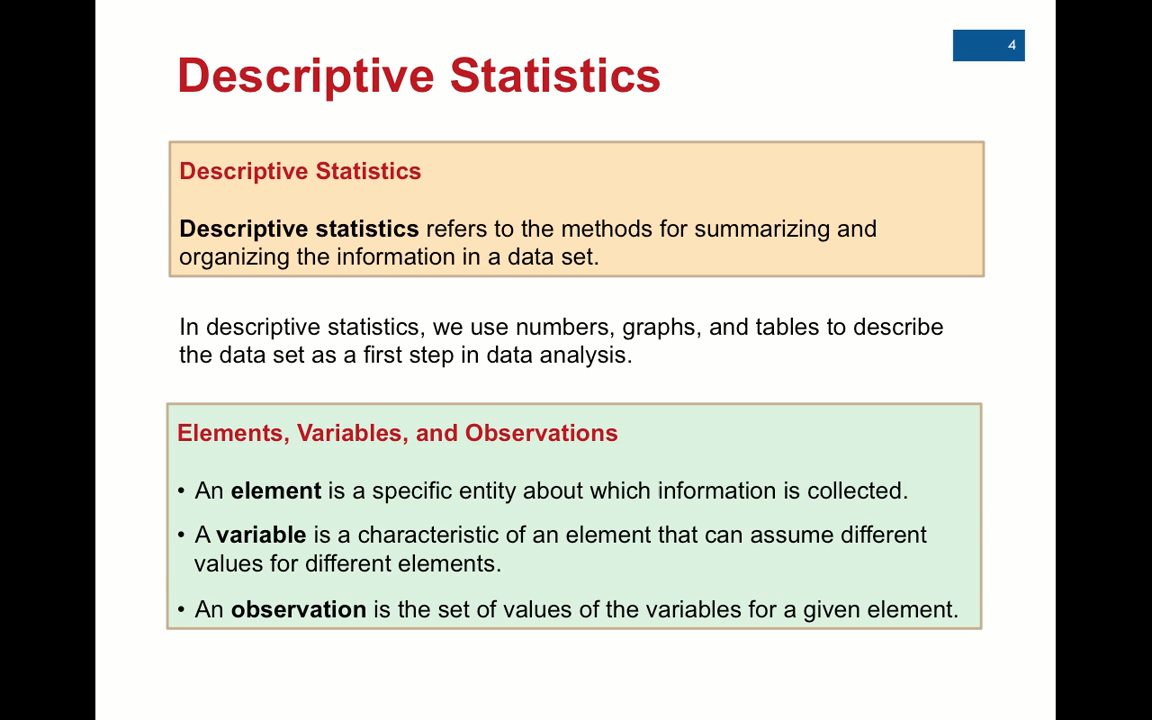 4
Descriptive Statistics
Descriptive Statistics
Descriptive statistics refers to the methods for summarizing and
organizing the information in a data set.
In descriptive statistics, we use numbers, graphs, and tables to describe
the data set as a first step in data analysis.
Elements, Variables, and Observations
• An element is a specific entity about which information is collected.
• A variable is a characteristic of an element that can assume different
values for different elements.
• An observation is the set of values of the variables for a given element.